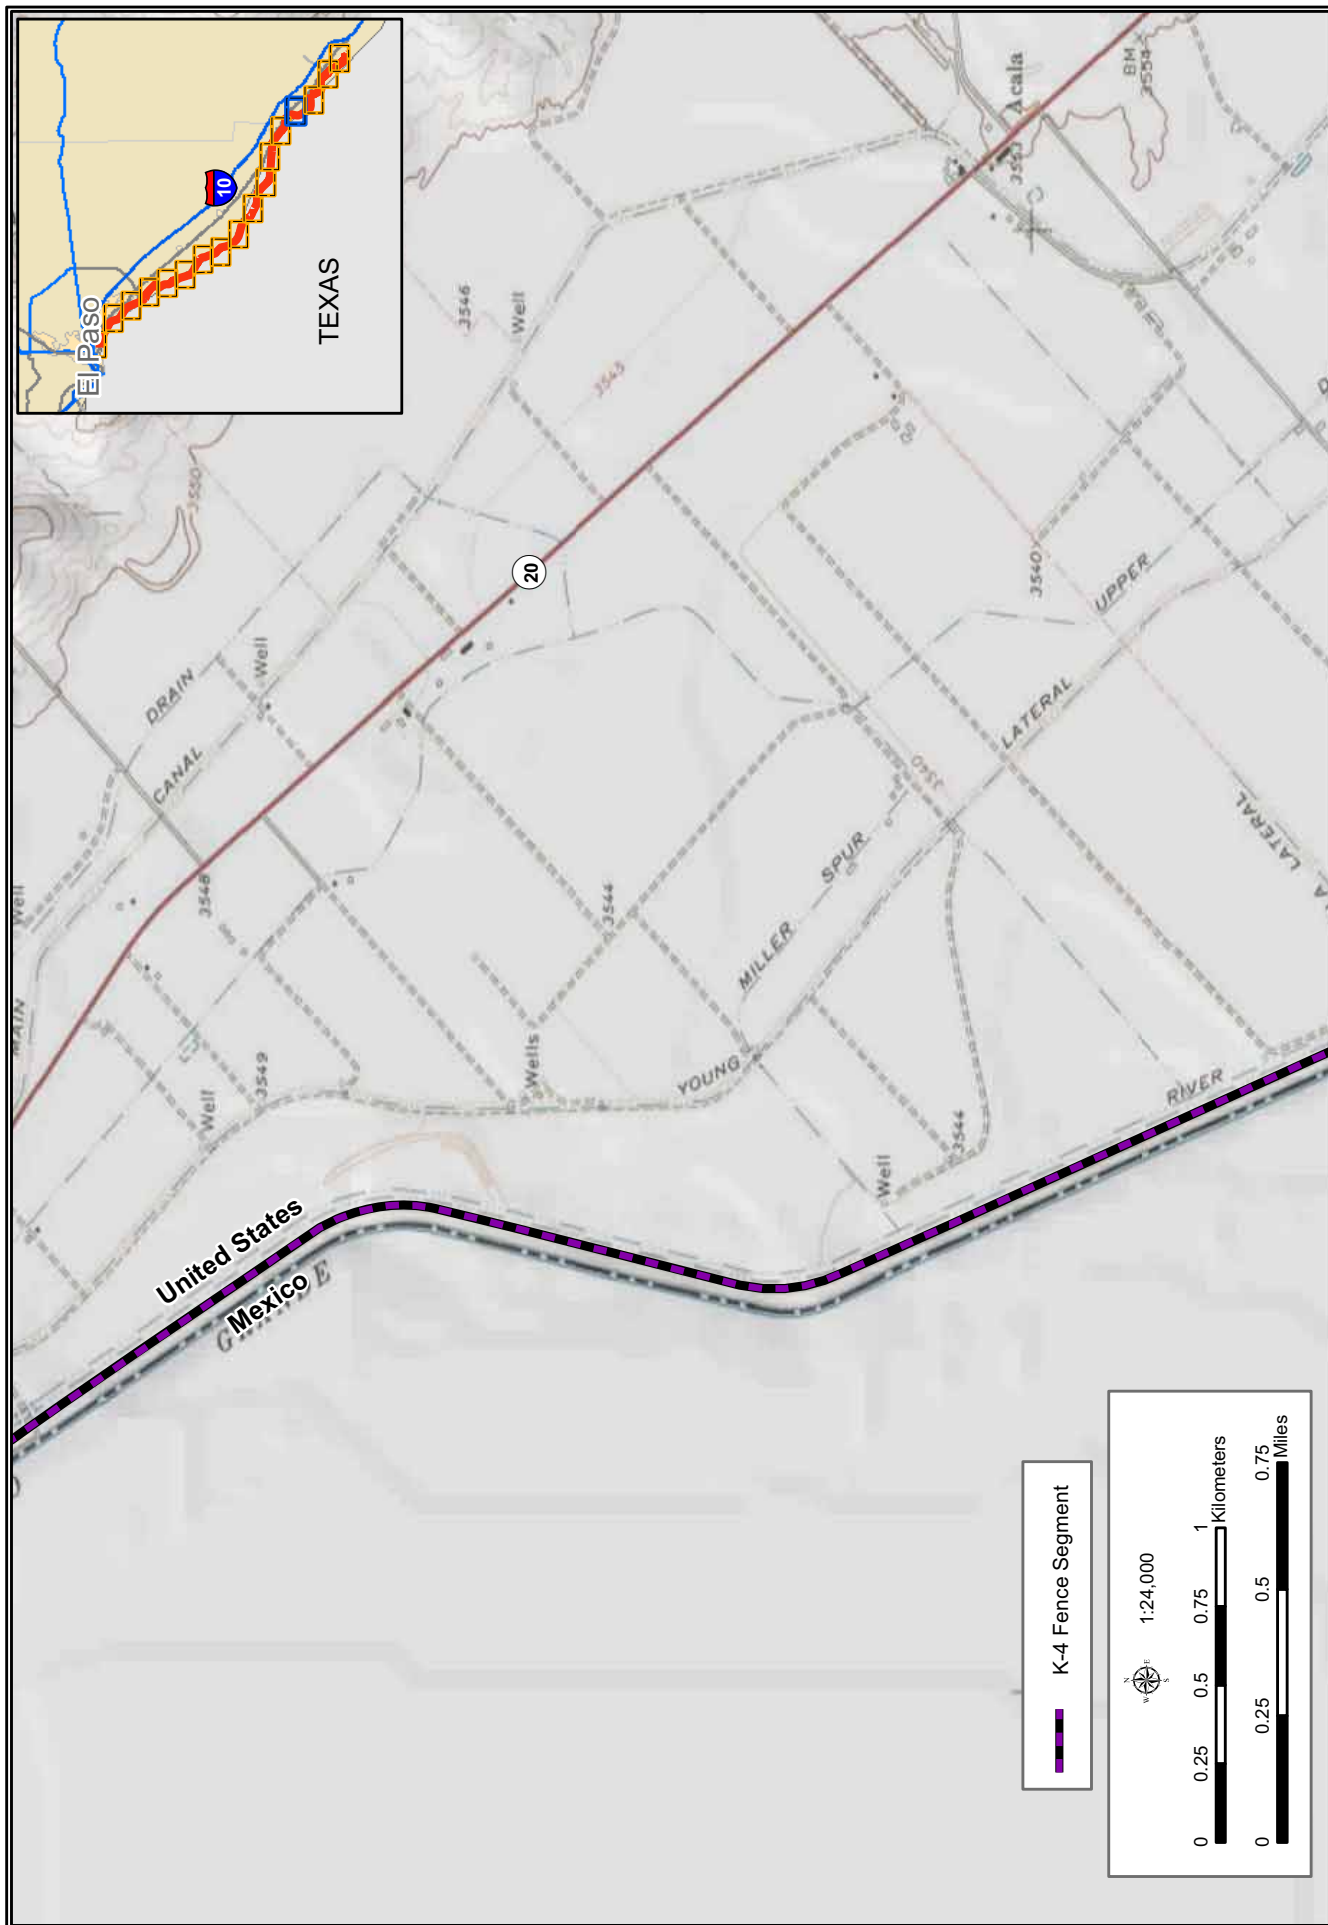 El Paso
10
TEXAS
3550
3546
Well
3543
Acala
3553
BM
3554
DRAIN
CANAL
Well
20
3540
UPPER
LATERAL
3540
LATERAL
SPUR
MILLER
3548
3544
Well
MAIN
3549
Well
Wells
YOUNG
3544
Well
RIVER
United States
Mexico
K-4 Fence Segment
N
W
E
S
1:24,000
0 0.25 0.5 0.75 1
Kilometers
0 0.25 0.5 0.75
Miles